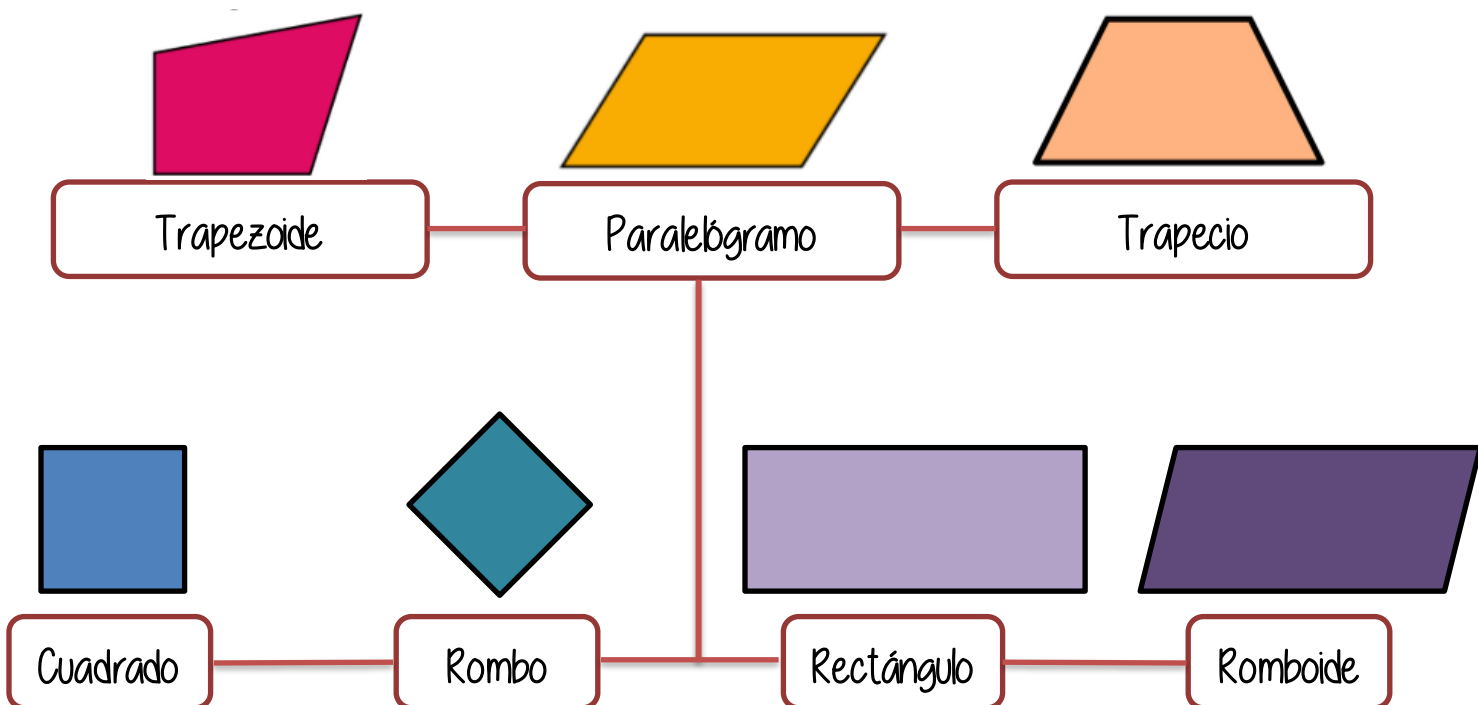 Trapezoide
Paralelógramo
Trapecio
Cuadrado
Rombo
Rectángulo
Romboide